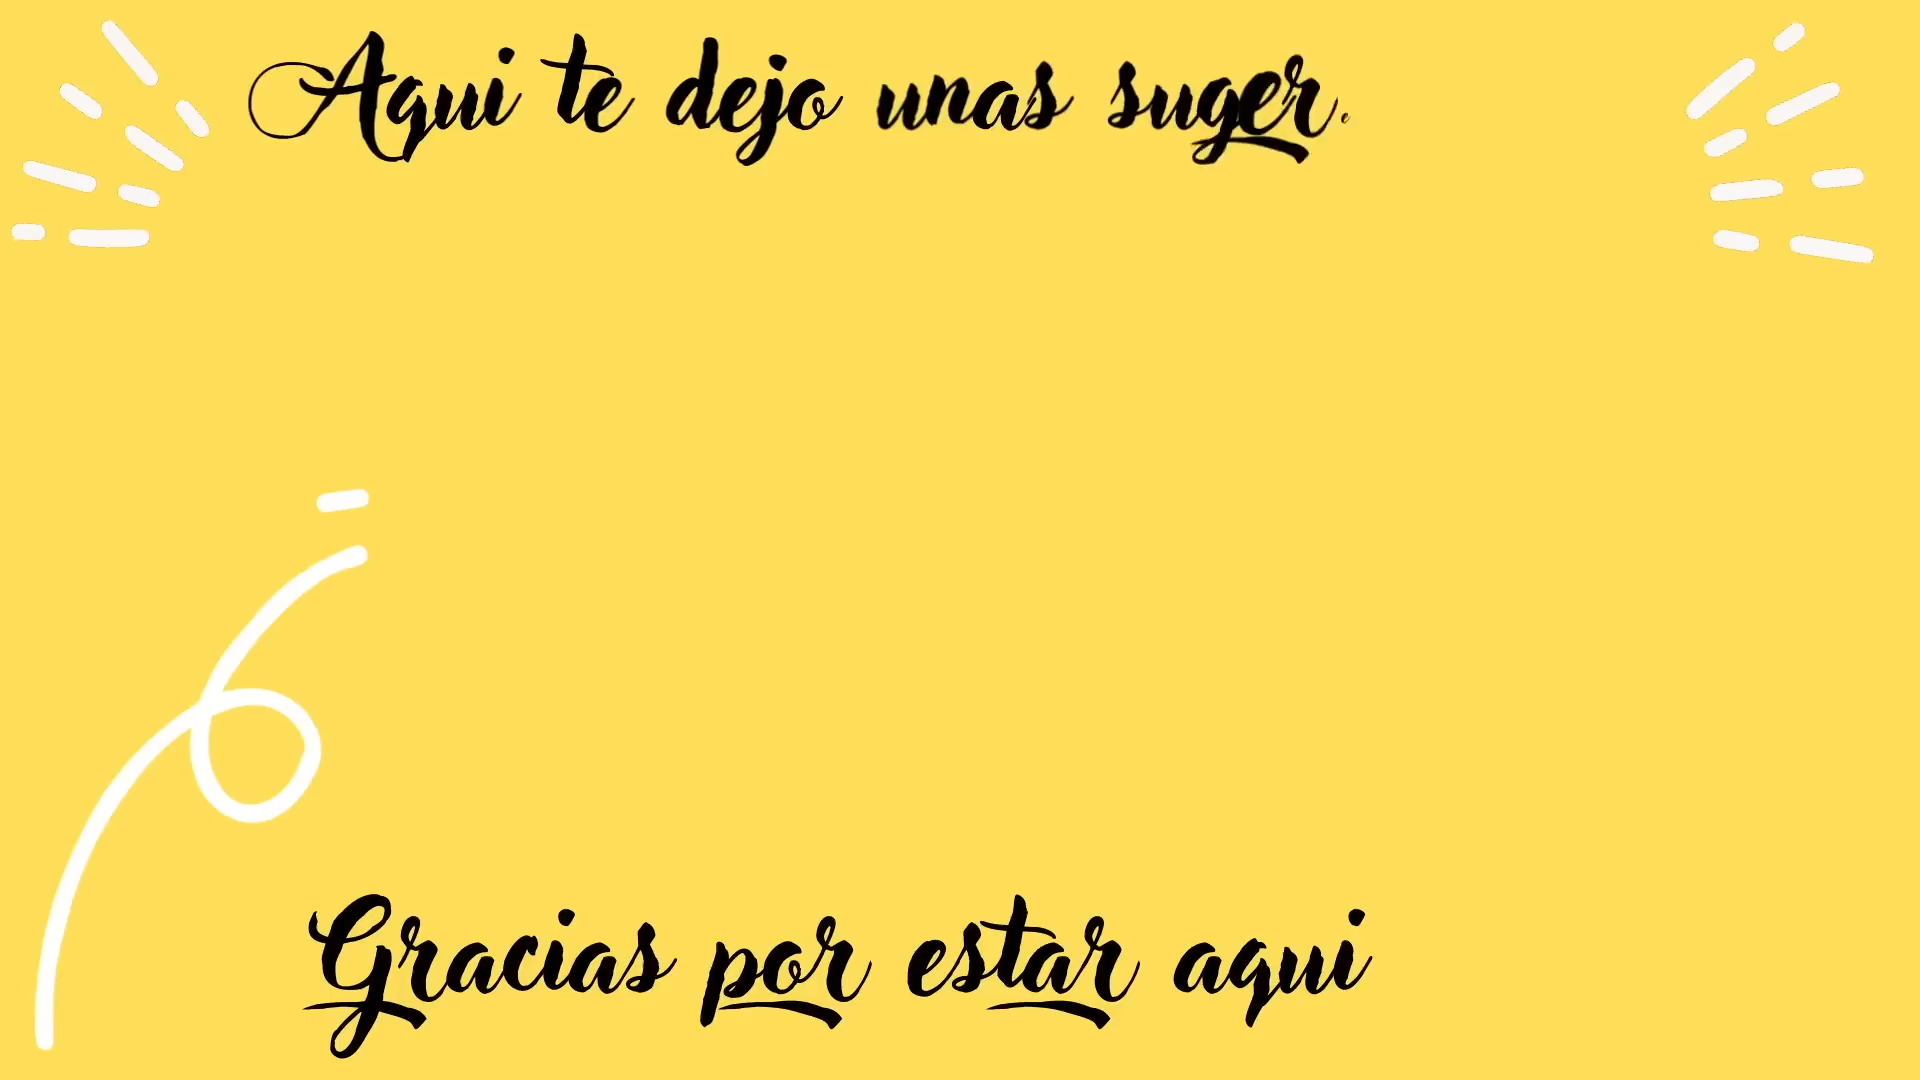 Aqui te dejo unas suger.
Gracias por estar aqui